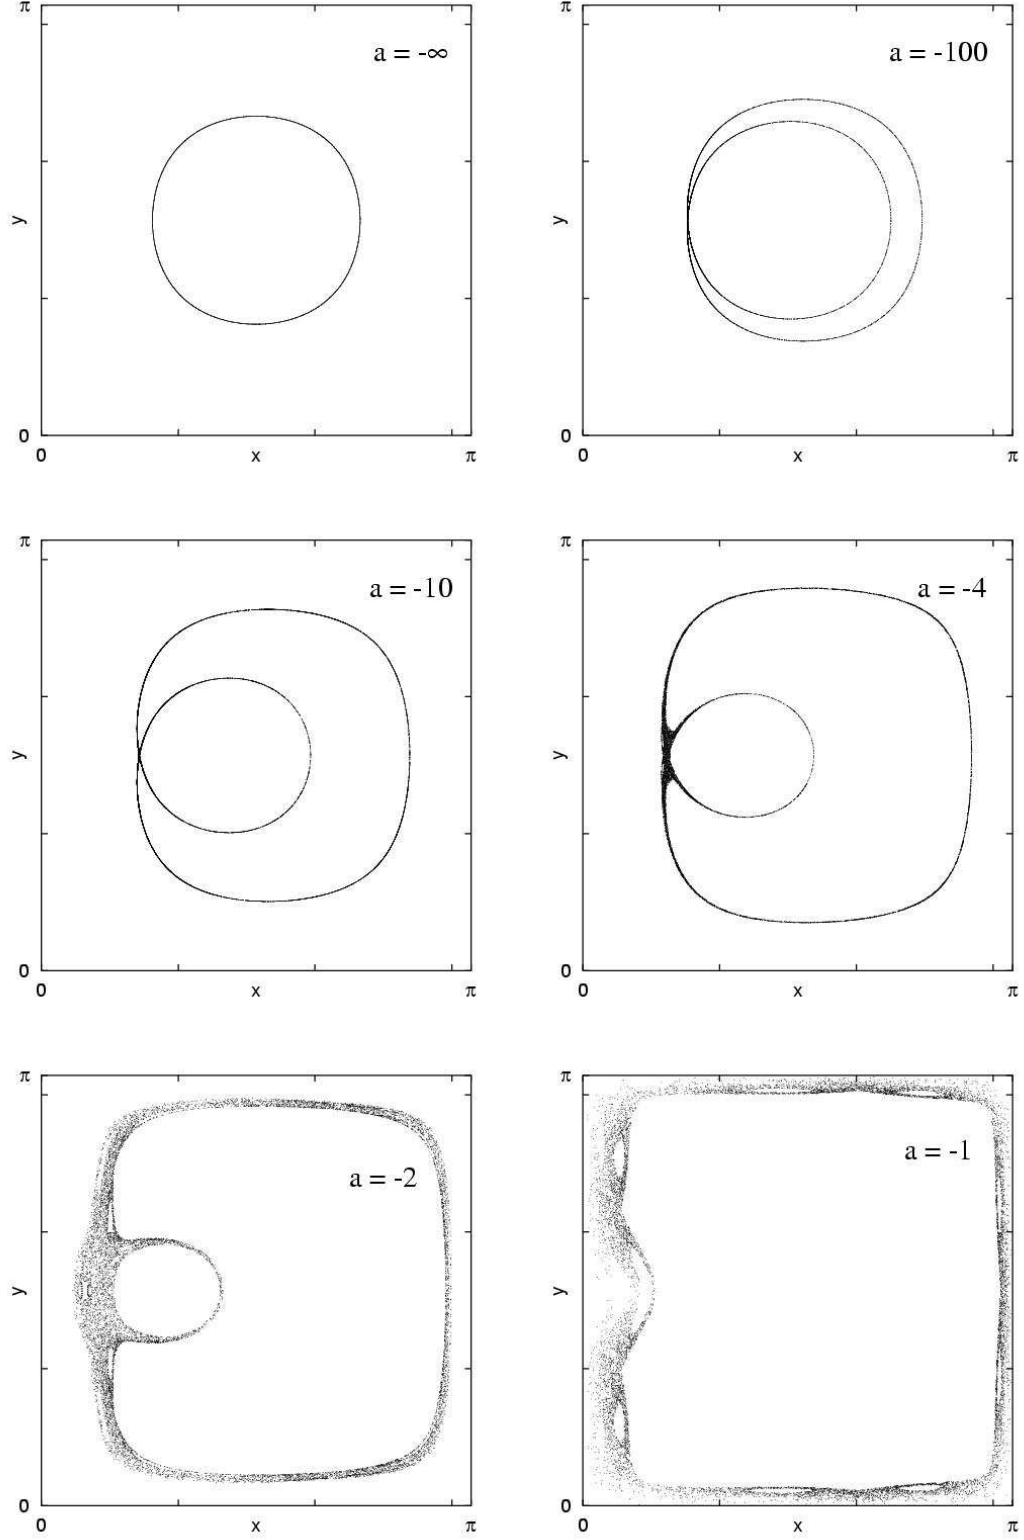 π π
a = -∞ a = -100
y y
0 0
0 x π 0 x π
π π
a = -10 a = -4
y y
0 0
0 x π 0 x π
π π
a = -2 a = -1
y y
0 0
0 x π 0 x π